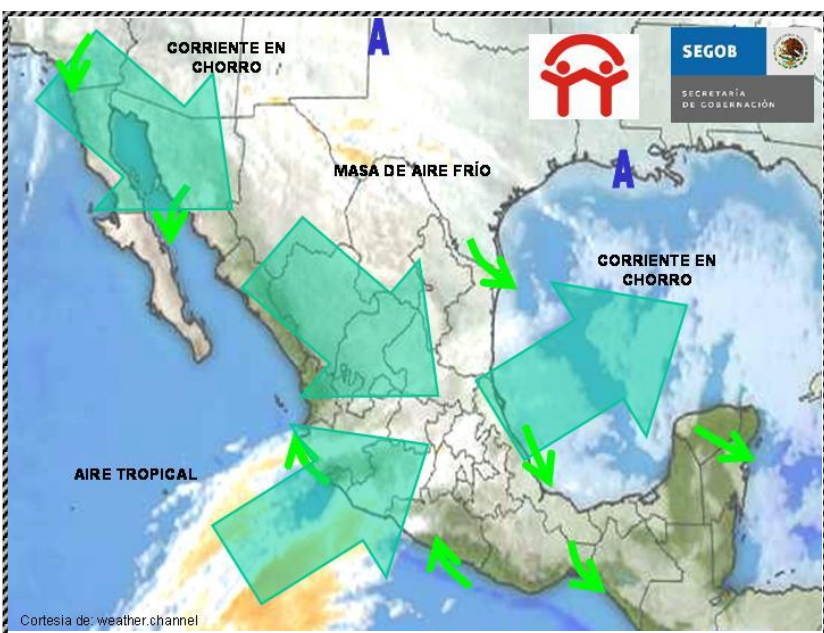 CORRIENTE EN
CHORRO
A
SEGOB
SECRETARÍA
DE GOBERNACIÓN
MASA DE AIRE FRÍO
A
CORRIENTE EN
CHORRO
AIRE TROPICAL
Cortesia de: weather.channel